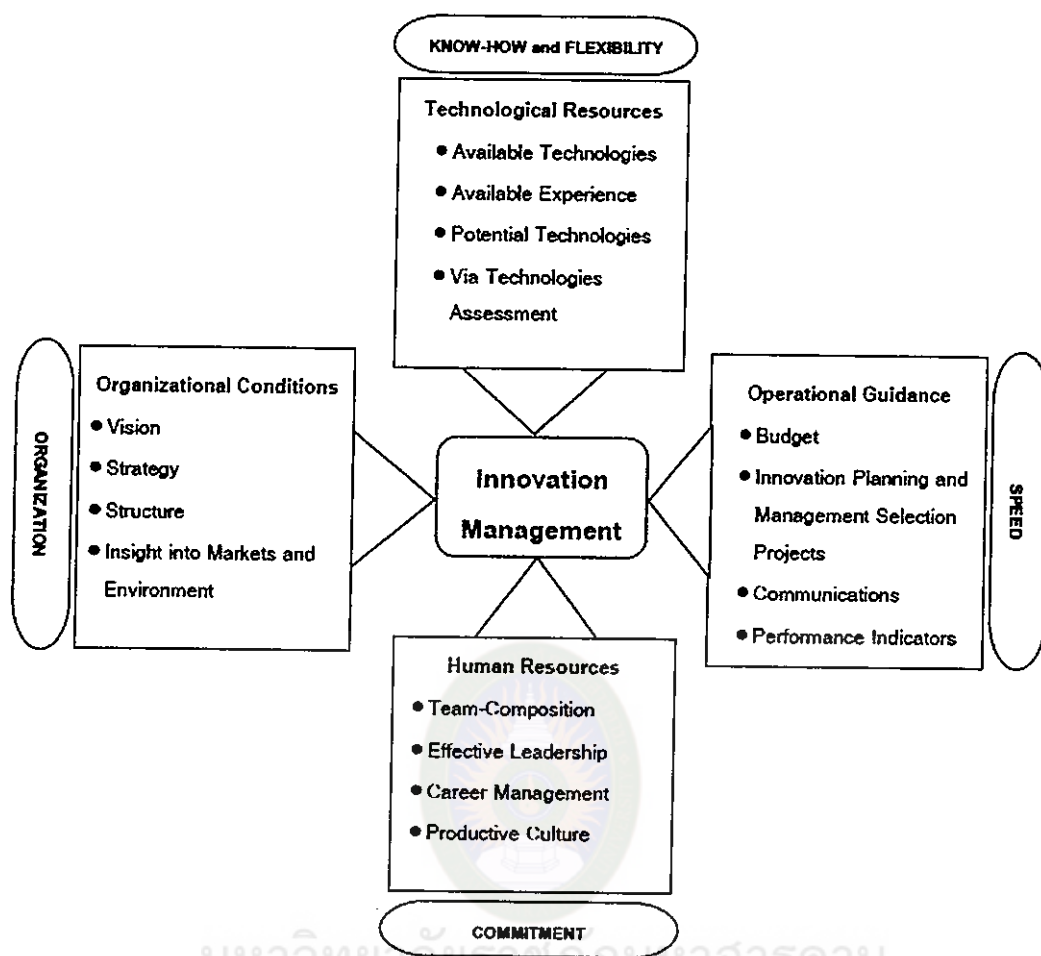 KNOW-HOW and FLEXIBILITY
Technological Resources
• Available Technologies
• Available Experience
• Potential Technologies
• Via Technologies
Assessment
ORGANIZATION
Organizational Conditions
• Vision
• Strategy
• Structure
• Insight into Markets and
Environment
Innovation
Management
Operational Guidance
• Budget
• Innovation Planning and
Management Selection
Projects
• Communications
• Performance Indicators
SPEED
Human Resources
• Team-Composition
• Effective Leadership
• Career Management
• Productive Culture
COMMITMENT